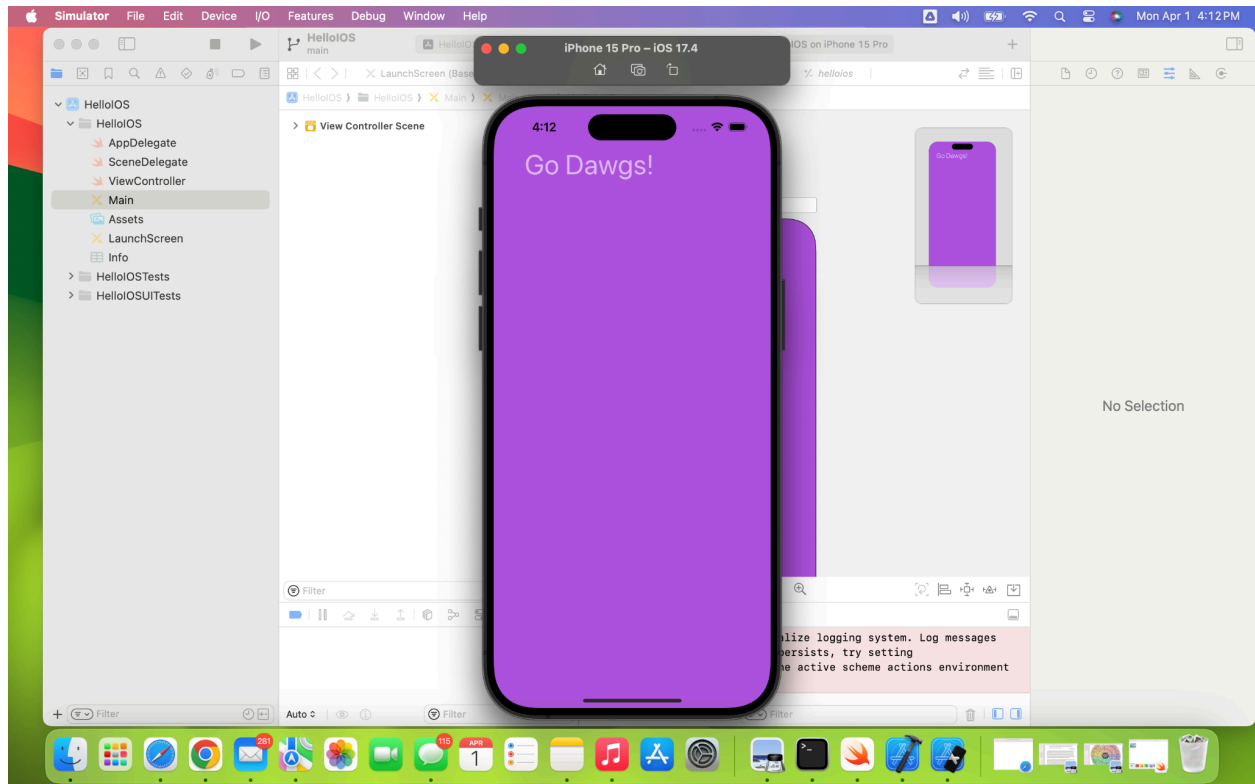 Simulator File Edit Device I/O Features Debug Window Help
Mon Apr 1 4:12 PM
HelloIOS
main
HelloIO
iPhone 15 Pro – iOS 17.4
iOS on iPhone 15 Pro
LaunchScreen (Base
helloios
HelloIOS HelloIOS Main
HelloIOS
HelloIOS
AppDelegate
SceneDelegate
ViewController
Main
Assets
LaunchScreen
Info
HelloIOSTests
HelloIOSUITests
View Controller Scene
4:12
Go Dawgs!
Go Dawgs!
No Selection
Filter
alize logging system. Log messages
persists, try setting
he active scheme actions environment
Filter
Auto
Filter
Filter
281
115
APR
1